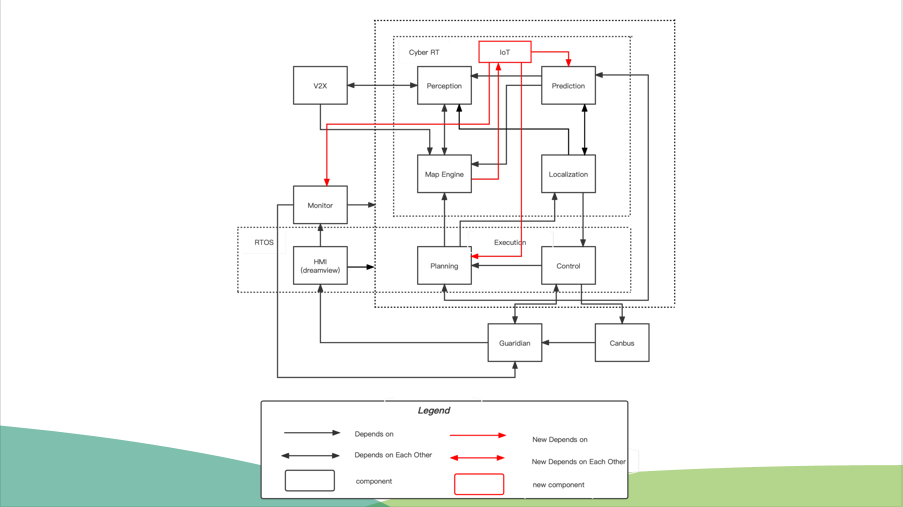 Cyber RT
IoT
V2X
Perception
Prediction
Map Engine
Localization
Monitor
RTOS
Execution
HMI
(dreamview)
Planning
Control
Guaridian
Canbus
Legend
Depends on
New Depends on
Depends on Each Other
New Depends on Each Other
component
new component